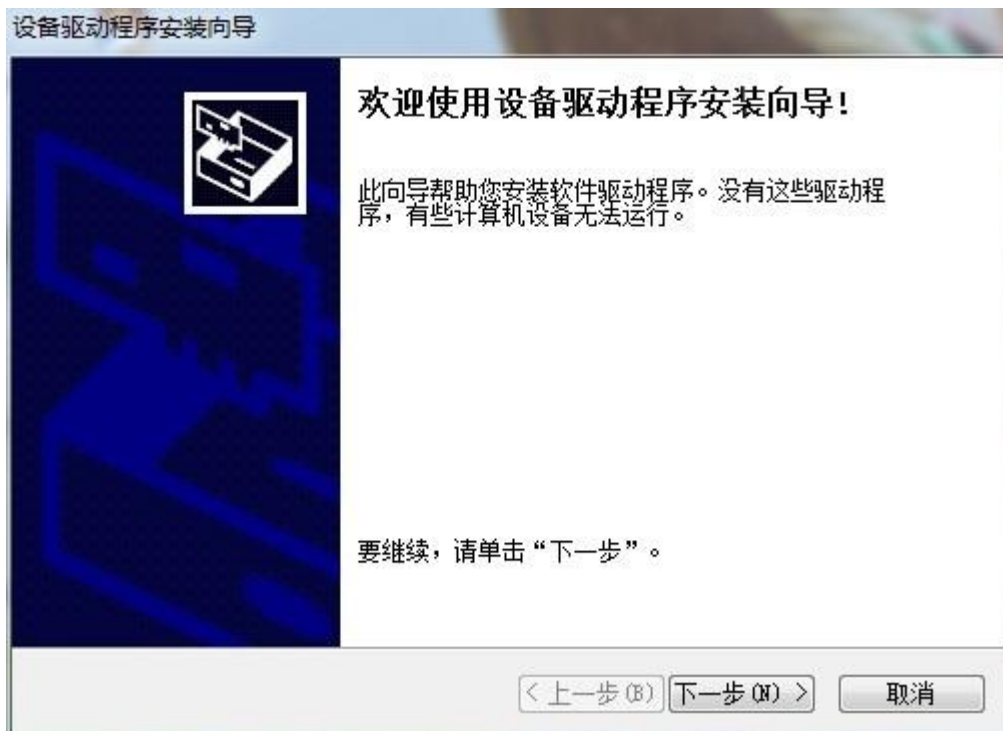 设备驱动程序安装向导
欢迎使用设备驱动程序安装向导!
此向导帮助您安装软件驱动程序。没有这些驱动程
序，有些计算机设备无法运行。
要继续，请单击“下一步”。
< 上一步(B) 下一步(N) > 取消